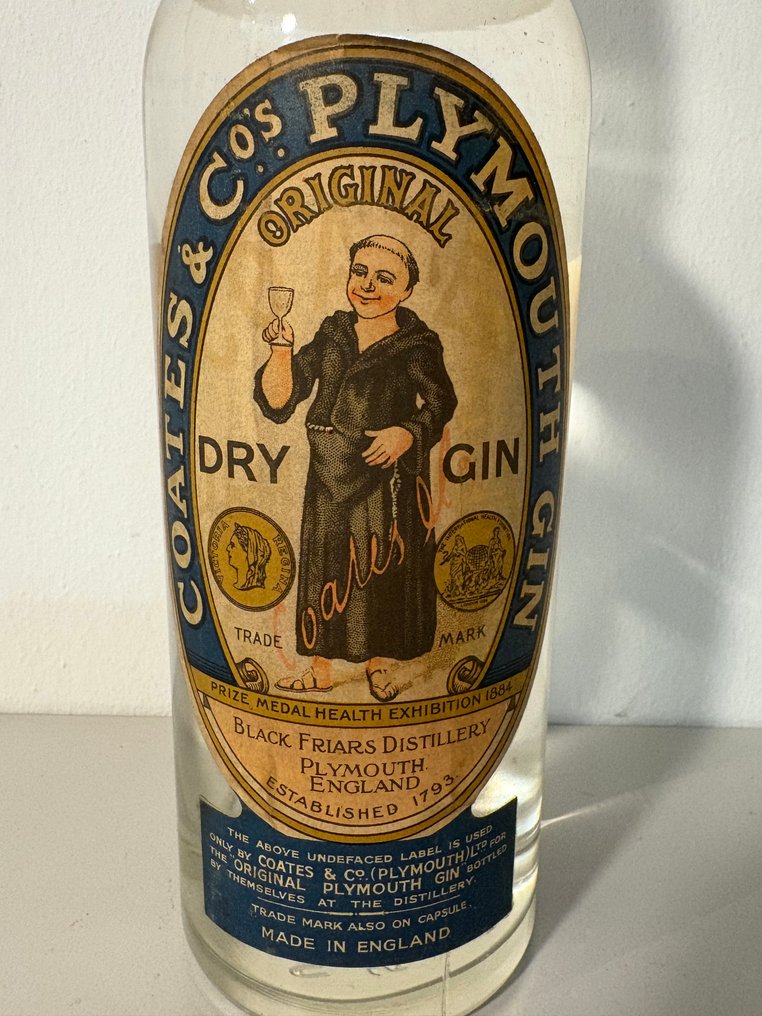 COATES & Co's. PLYMOUTH GIN
ORIGINAL
DRY GIN
VICTORIA REGINA
Coates &
TRADE MARK
PRIZE MEDAL HEALTH EXHIBITION 1884
BLACK FRIARS DISTILLERY
PLYMOUTH.
ENGLAND
ESTABLISHED 1793.
THE ABOVE UNDEFACED LABEL IS USED
ONLY BY COATES & Co. (PLYMOUTH) LTD FOR
THE "ORIGINAL PLYMOUTH GIN" BOTTLED
BY THEMSELVES AT THE DISTILLERY.
TRADE MARK ALSO ON CAPSULE.
MADE IN ENGLAND